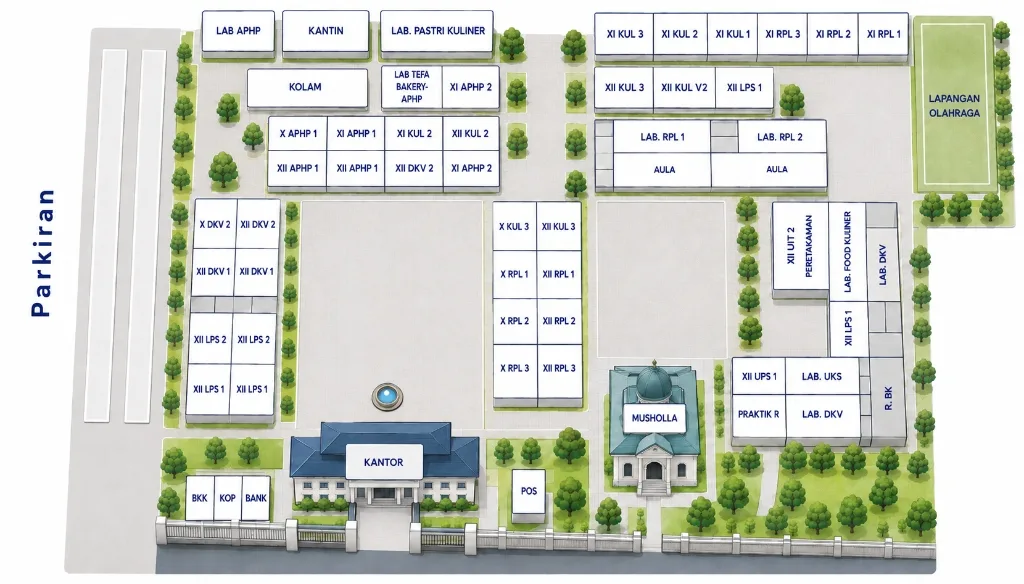 LAB APHP
KANTIN
LAB. PASTRI KULINER
XI KUL 3
XI KUL 2
XI KUL 1
XI RPL 3
XI RPL 2
XI RPL 1
KOLAM
LAB TEFA
BAKERY-
APHP
XI APHP 2
XII KUL 3
XII KUL V2
XII LPS 1
LAPANGAN
OLAHRAGA
X APHP 1
XI APHP 1
XI KUL 2
XII KUL 2
XII APHP 1
XII APHP 1
XII DKV 2
XI APHP 2
LAB. RPL 1
LAB. RPL 2
AULA
AULA
Parkiran
X DKV 2
XII DKV 2
XII DKV 1
XII DKV 1
XII LPS 2
XII LPS 2
XII LPS 1
XII LPS 1
X KUL 3
XII KUL 3
X RPL 1
XII RPL 1
X RPL 2
XII RPL 2
X RPL 3
XII RPL 3
XII UIT 2
PERETAKAMAN
LAB. FOOD KULINER
LAB. DKV
XII LPS 1
XII UPS 1
LAB. UKS
PRAKTIK R
LAB. DKV
R. BK
MUSHOLLA
KANTOR
BKK
KOP
BANK
POS